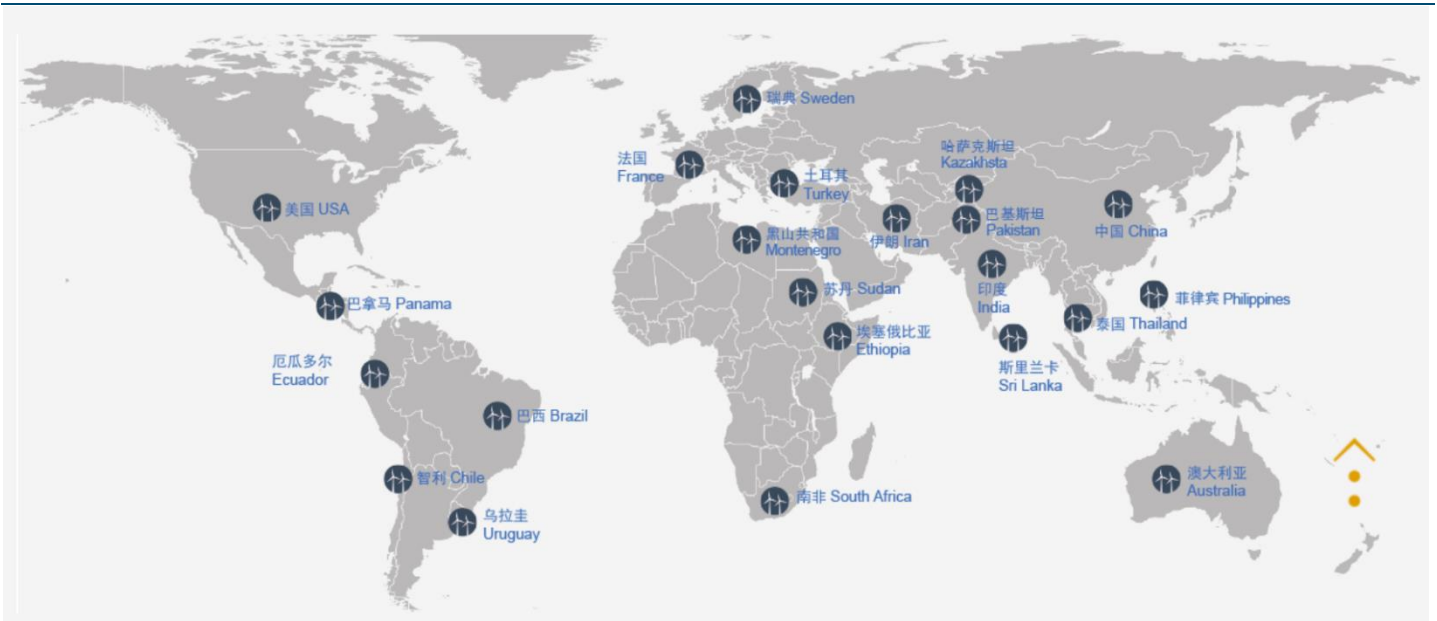 瑞典 Sweden
法国
France
土耳其
Turkey
哈萨克斯坦
Kazakhsta
美国 USA
黑山共和国
Montenegro
伊朗 Iran
巴基斯坦
Pakistan
中国 China
巴拿马 Panama
苏丹 Sudan
印度
India
菲律宾 Philippines
泰国 Thailand
埃塞俄比亚
Ethiopia
厄瓜多尔
Ecuador
斯里兰卡
Sri Lanka
巴西 Brazil
智利 Chile
乌拉圭
Uruguay
南非 South Africa
澳大利亚
Australia